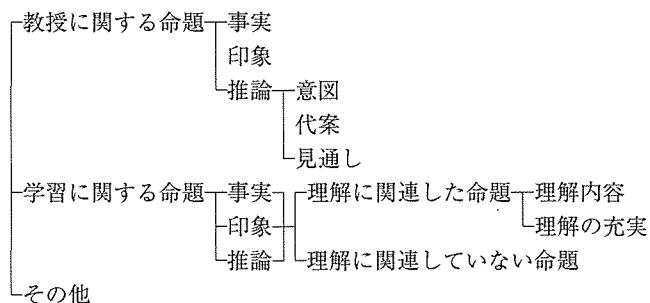 教授に関する命題 事実
印象
推論 意図
代案
見通し
学習に関する命題 事実 理解に関連した命題 理解内容
印象 理解の充実
推論 理解に関連していない命題
その他